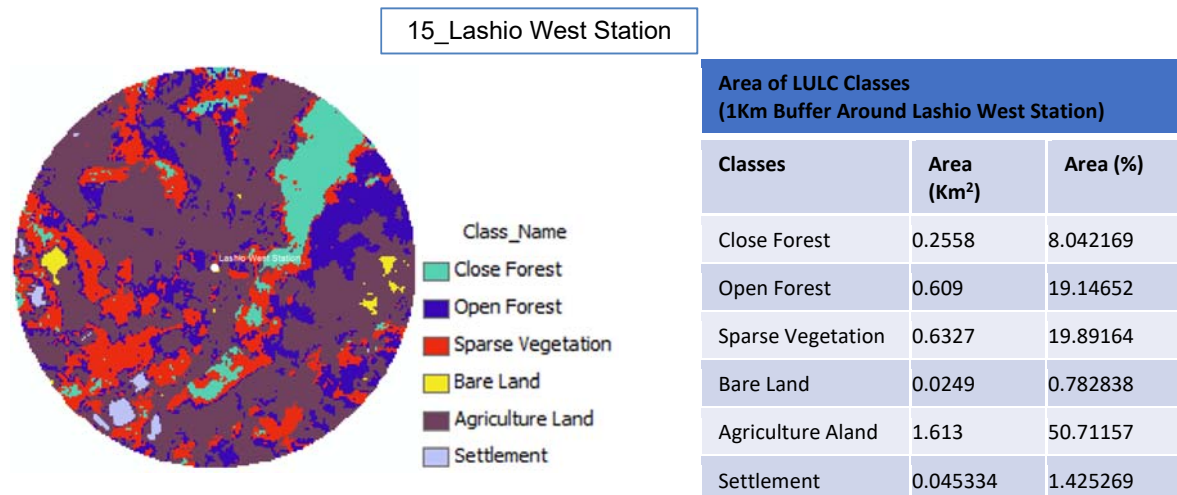 15_Lashio West Station
Lashio West Station
Class_Name
Close Forest
Open Forest
Sparse Vegetation
Bare Land
Agriculture Land
Settlement
Area of LULC Classes
(1Km Buffer Around Lashio West Station)
Classes Area (Km²) Area (%)
Close Forest 0.2558 8.042169
Open Forest 0.609 19.14652
Sparse Vegetation 0.6327 19.89164
Bare Land 0.0249 0.782838
Agriculture Aland 1.613 50.71157
Settlement 0.045334 1.425269